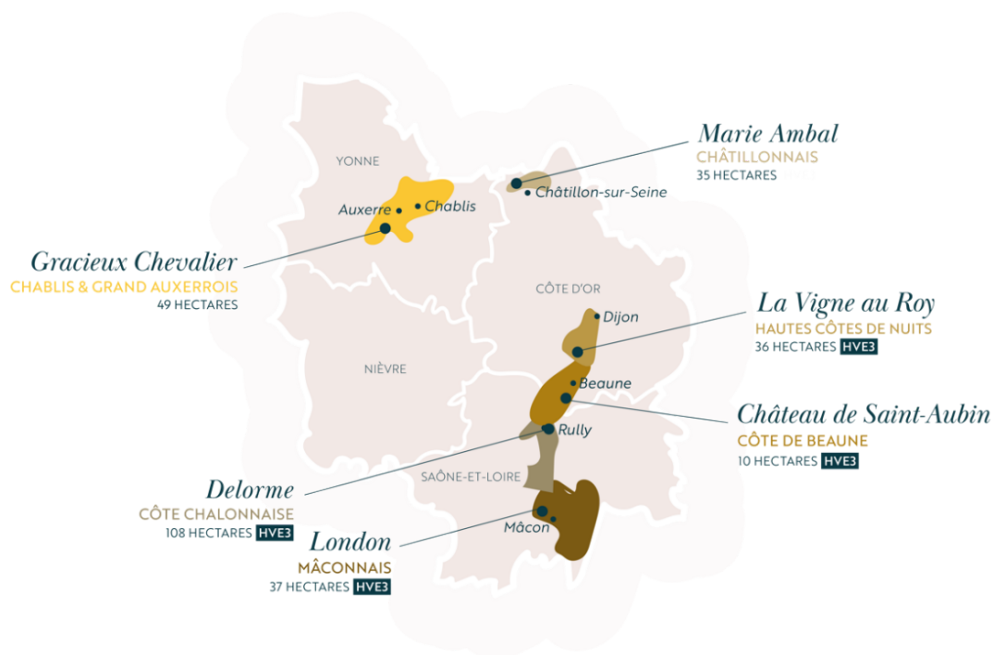 Marie Ambal
CHÂTILLONNAIS
35 HECTARES
YONNE
Châtillon-sur-Seine
Auxerre
Chablis
Gracieux Chevalier
CHABLIS & GRAND AUXERROIS
49 HECTARES
CÔTE D'OR
La Vigne au Roy
HAUTES CÔTES DE NUITS
36 HECTARES HVE3
Dijon
NIÈVRE
Beaune
Château de Saint-Aubin
CÔTE DE BEAUNE
10 HECTARES HVE3
Rully
SAÔNE-ET-LOIRE
Delorme
CÔTE CHALONNAISE
108 HECTARES HVE3
Mâcon
London
MÂCONNAIS
37 HECTARES HVE3